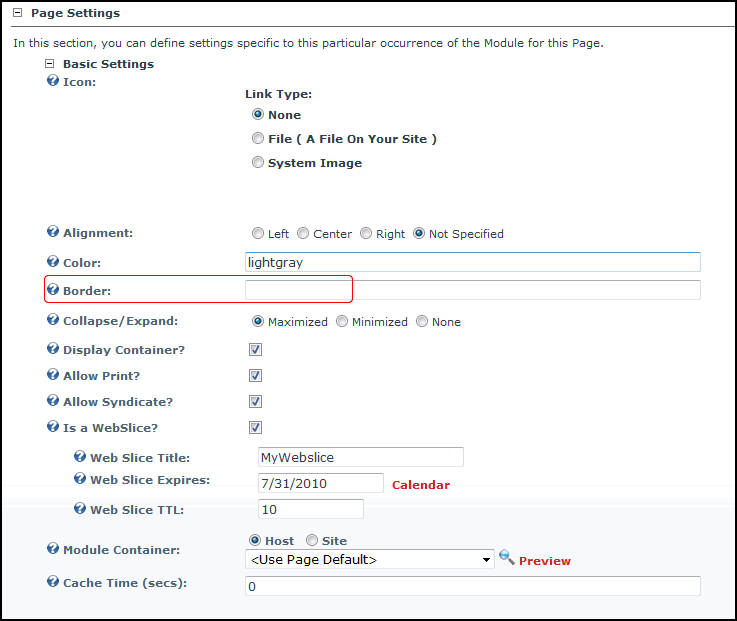 Page Settings
In this section, you can define settings specific to this particular occurrence of the Module for this Page.
Basic Settings
Icon:
Link Type:
None
File ( A File On Your Site )
System Image
Alignment: Left Center Right Not Specified
Color: lightgray
Border:
Collapse/Expand: Maximized Minimized None
Display Container?
Allow Print?
Allow Syndicate?
Is a WebSlice?
Web Slice Title: MyWebslice
Web Slice Expires: 7/31/2010 Calendar
Web Slice TTL: 10
Host Site
Module Container: <Use Page Default> Preview
Cache Time (secs): 0